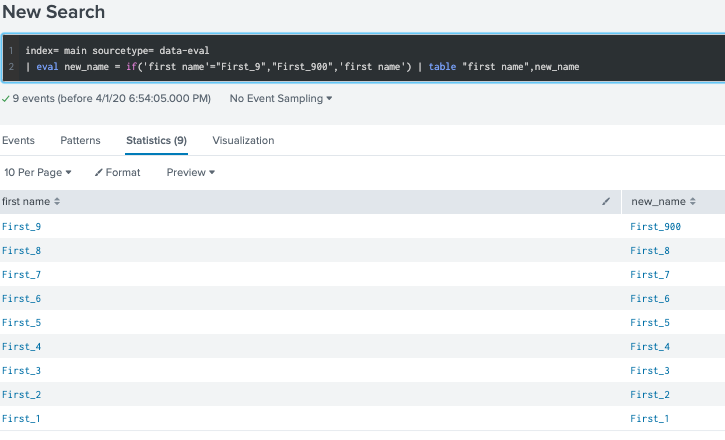 New Search
1 index= main sourcetype= data-eval
2 | eval new_name = if('first name'="First_9","First_900",'first name') | table "first name",new_name
✓ 9 events (before 4/1/20 6:54:05.000 PM) No Event Sampling ▾
Events Patterns Statistics (9) Visualization
10 Per Page ▾ Format Preview ▾
first name new_name
First_9 First_900
First_8 First_8
First_7 First_7
First_6 First_6
First_5 First_5
First_4 First_4
First_3 First_3
First_2 First_2
First_1 First_1